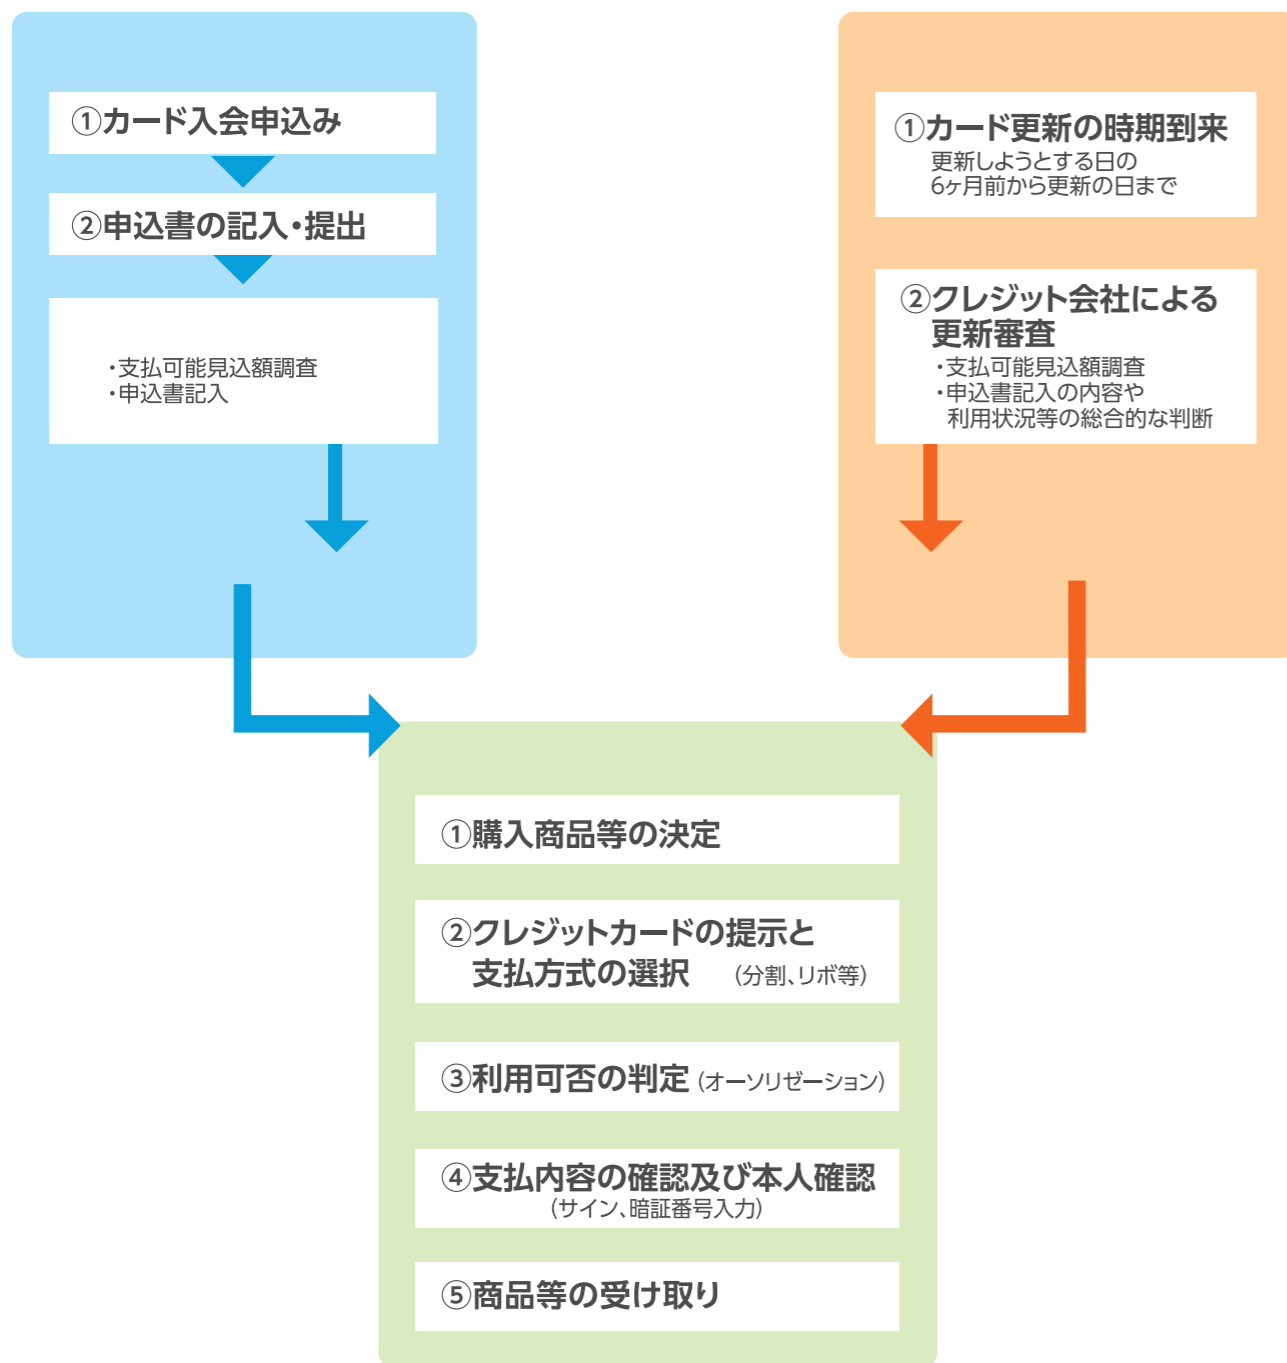 ①カード入会申込み
②申込書の記入・提出
・支払可能見込額調査
・申込書記入
①カード更新の時期到来
更新しようとする日の
6ヶ月前から更新の日まで
②クレジット会社による
更新審査
・支払可能見込額調査
・申込書記入の内容や
利用状況等の総合的な判断
①購入商品等の決定
②クレジットカードの提示と
支払方式の選択 (分割、リボ等)
③利用可否の判定(オーソリゼーション)
④支払内容の確認及び本人確認
(サイン、暗証番号入力)
⑤商品等の受け取り